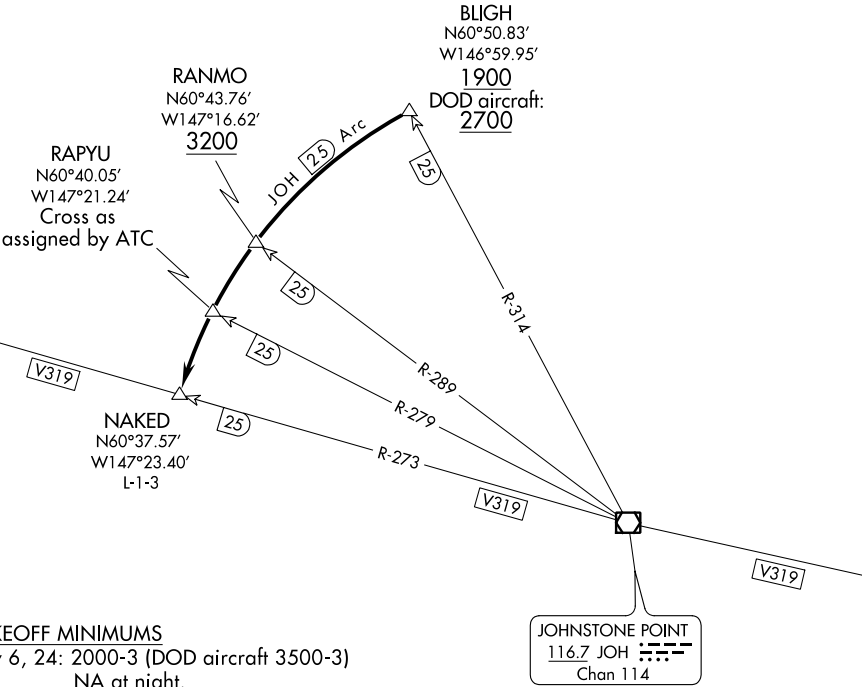 BLIGH
N60°50.83'
W146°59.95'
1900
DOD aircraft:
2700
RANMO
N60°43.76'
W147°16.62'
3200
RAPYU
N60°40.05'
W147°21.24'
Cross as
assigned by ATC
JOH 25 Arc
25
25
25
25
R-314
R-289
R-279
R-273
V319
V319
V319
NAKED
N60°37.57'
W147°23.40'
L-1-3
JOHNSTONE POINT
116.7 JOH
Chan 114
EOFF MINIMUMS
6, 24: 2000-3 (DOD aircraft 3500-3)
NA at night.